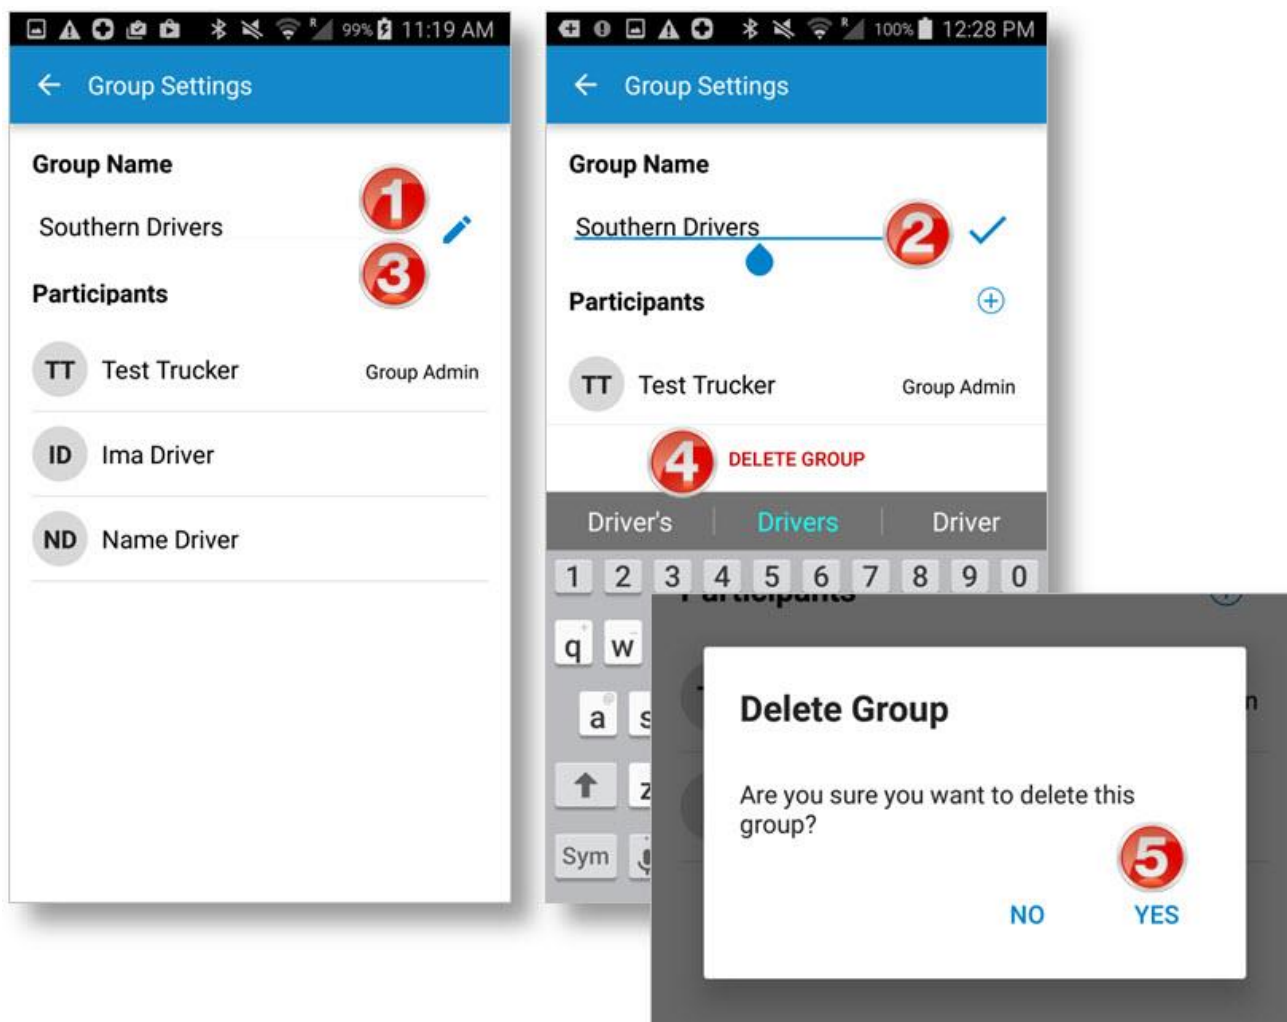 99% 11:19 AM
Group Settings
Group Name
1
Southern Drivers
3
Participants
TT Test Trucker Group Admin
ID Ima Driver
ND Name Driver
100% 12:28 PM
Group Settings
Group Name
Southern Drivers 2
Participants
TT Test Trucker Group Admin
4 DELETE GROUP
Driver's Drivers Driver
1 2 3 4 5 6 7 8 9 0
q w
a s
z
Sym
Participants
Delete Group
Are you sure you want to delete this
group?
5
NO YES